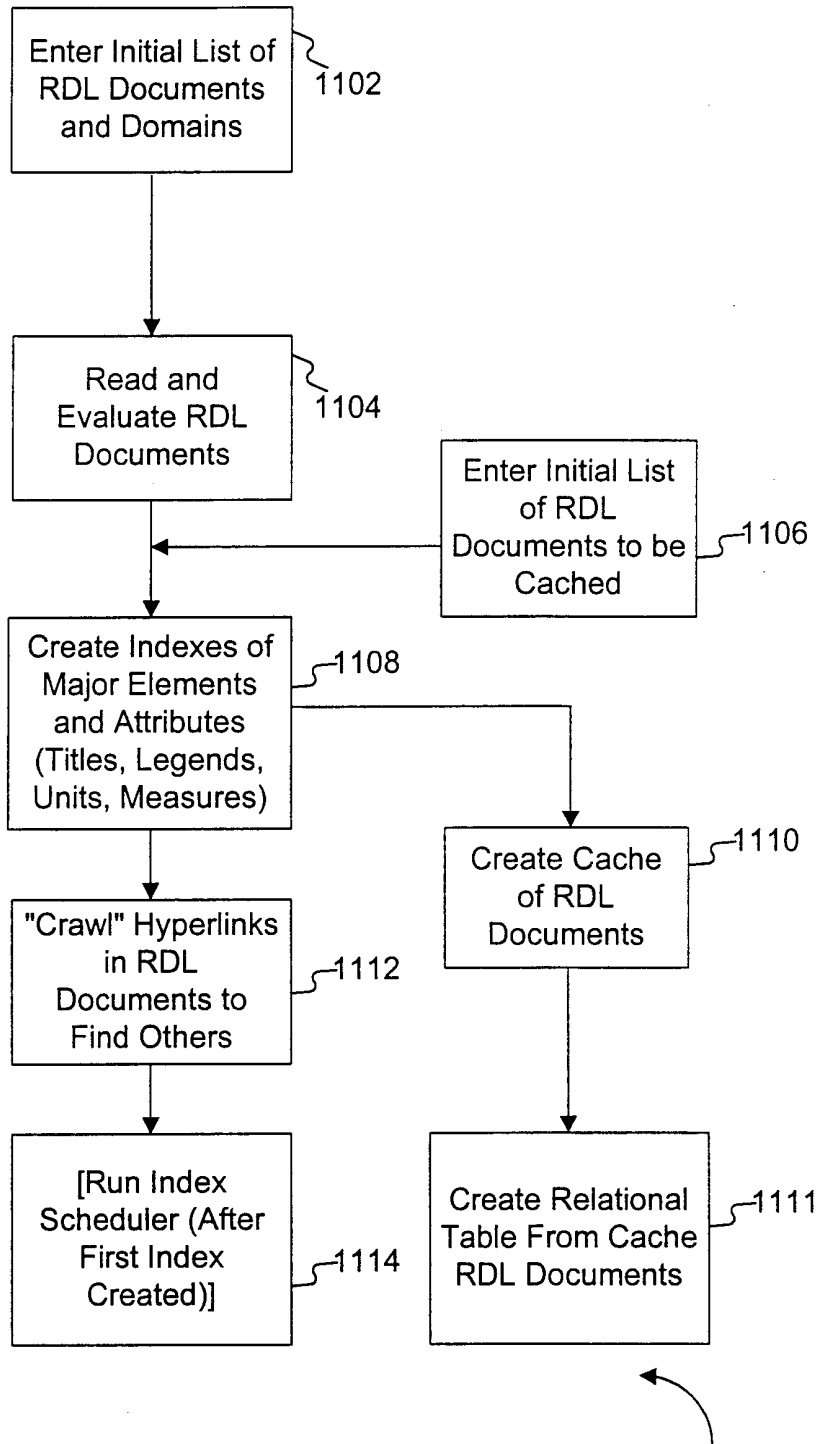 Enter Initial List of
RDL Documents
and Domains
1102
Read and
Evaluate RDL
Documents
1104
Enter Initial List
of RDL
Documents to be
Cached
1106
Create Indexes of
Major Elements
and Attributes
(Titles, Legends,
Units, Measures)
1108
Create Cache
of RDL
Documents
1110
"Crawl" Hyperlinks
in RDL
Documents to
Find Others
1112
[Run Index
Scheduler (After
First Index
Created)]
1114
Create Relational
Table From Cache
RDL Documents
1111